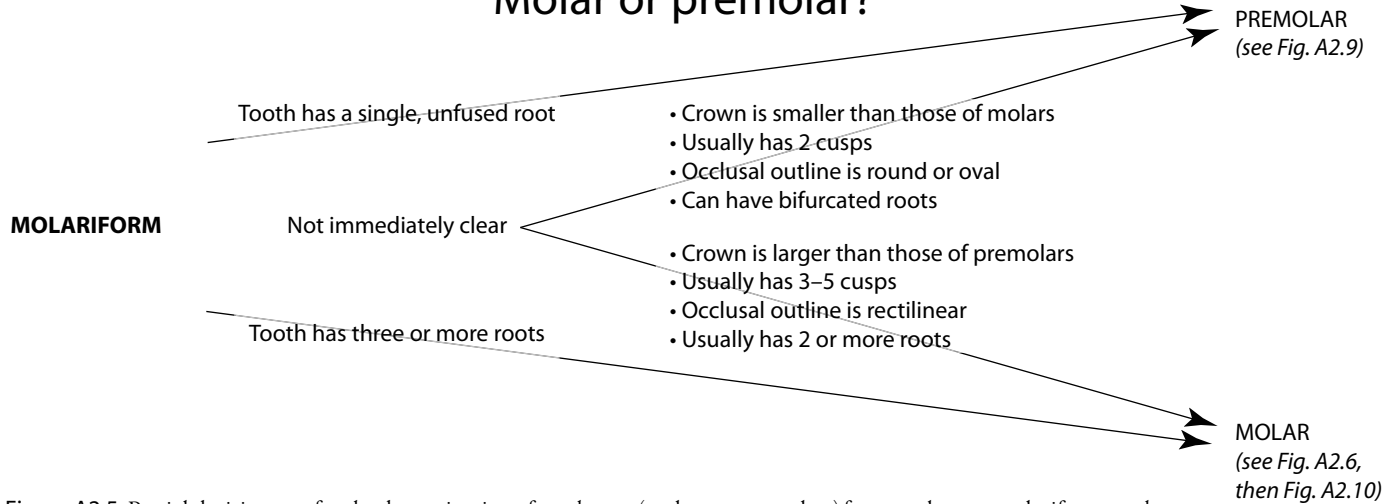 Molar or premolar?
PREMOLAR
(see Fig. A2.9)
Tooth has a single, unfused root
• Crown is smaller than those of molars
• Usually has 2 cusps
• Occlusal outline is round or oval
• Can have bifurcated roots
MOLARIFORM
Not immediately clear
• Crown is larger than those of premolars
• Usually has 3–5 cusps
• Occlusal outline is rectilinear
• Usually has 2 or more roots
Tooth has three or more roots
MOLAR
(see Fig. A2.6,
then Fig. A2.10)